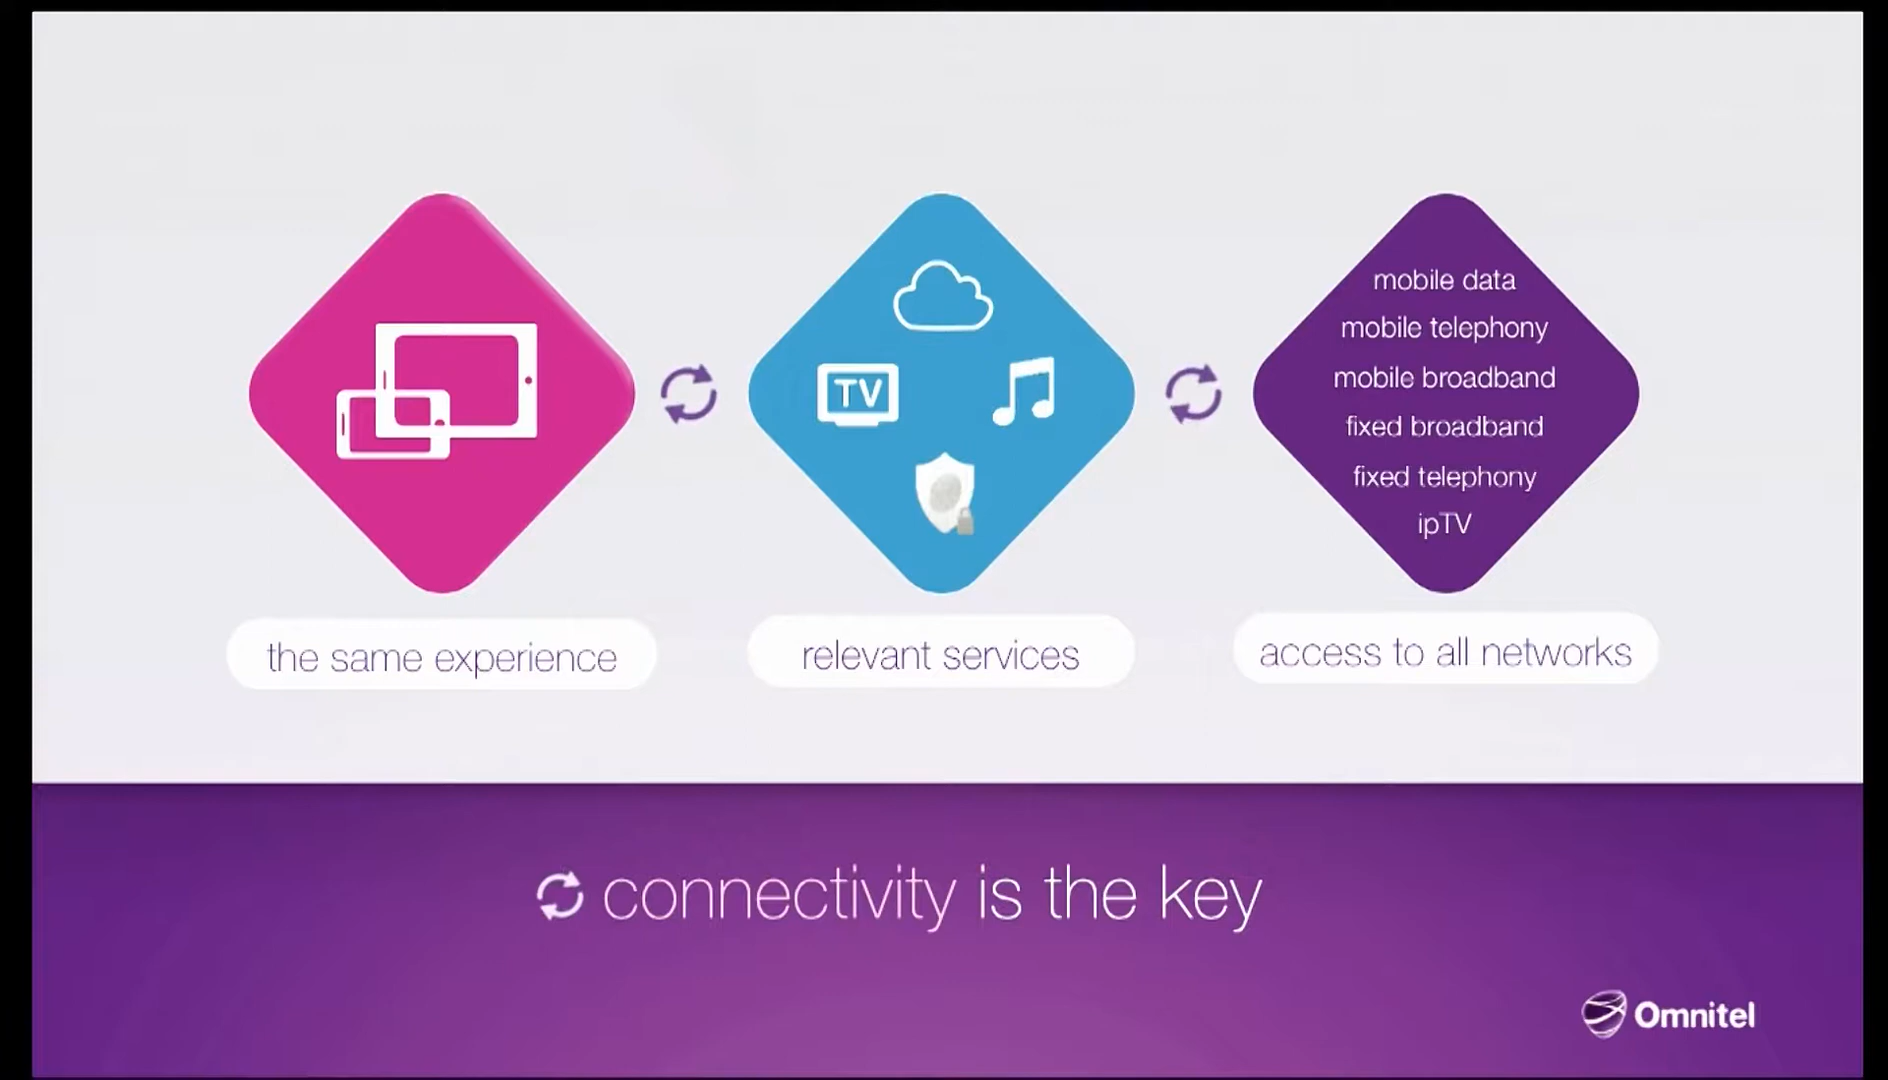 TV
mobile data
mobile telephony
mobile broadband
fixed broadband
fixed telephony
ipTV
the same experience
relevant services
access to all networks
connectivity is the key
Omnitel